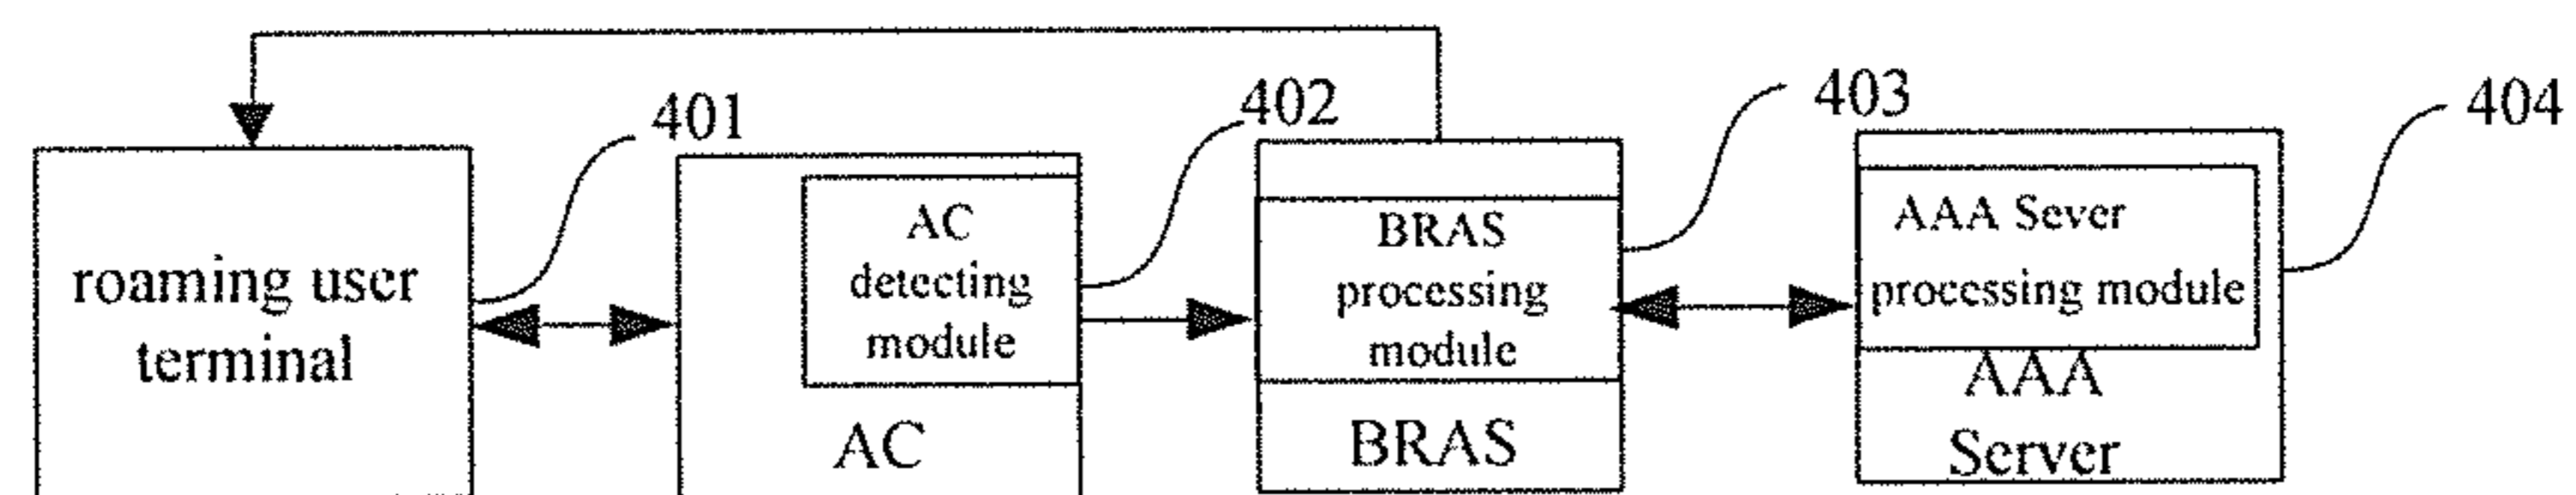 401
402
403
404
roaming user
terminal
AC
detecting
module
AC
BRAS
processing
module
BRAS
AAA Sever
processing module
AAA
Server